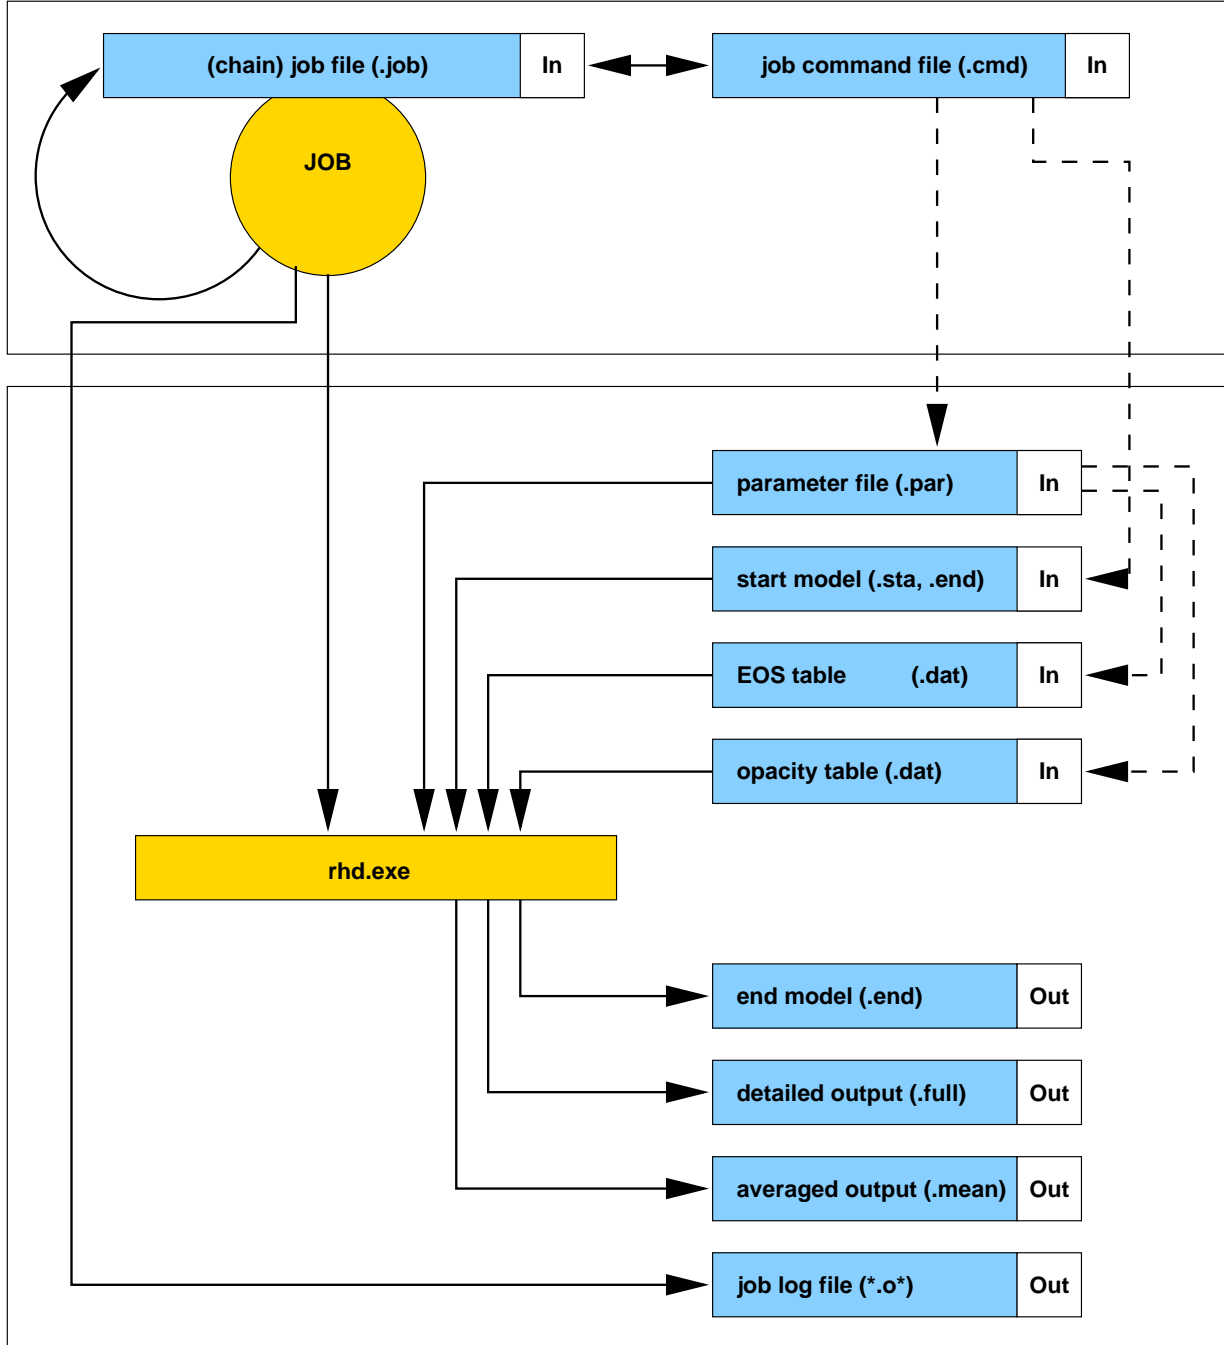 (chain) job file (.job) In
job command file (.cmd) In
JOB
parameter file (.par) In
start model (.sta, .end) In
EOS table (.dat) In
opacity table (.dat) In
rhd.exe
end model (.end) Out
detailed output (.full) Out
averaged output (.mean) Out
job log file (*.o*) Out